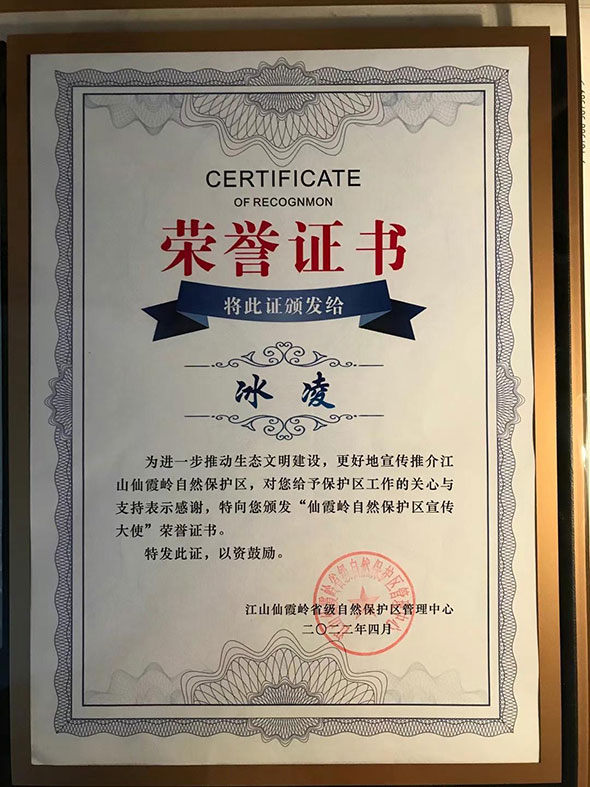 CERTIFICATE
OF RECOGNMON
荣誉证书
将此证颁发给
冰 凌
为进一步推动生态文明建设，更好地宣传推介江
山仙霞岭自然保护区，对您给予保护区工作的关心与
支持表示感谢，特向您颁发“仙霞岭自然保护区宣传
大使”荣誉证书。
特发此证，以资鼓励。
江山仙霞岭省级自然保护区管理中心
二〇二二年四月